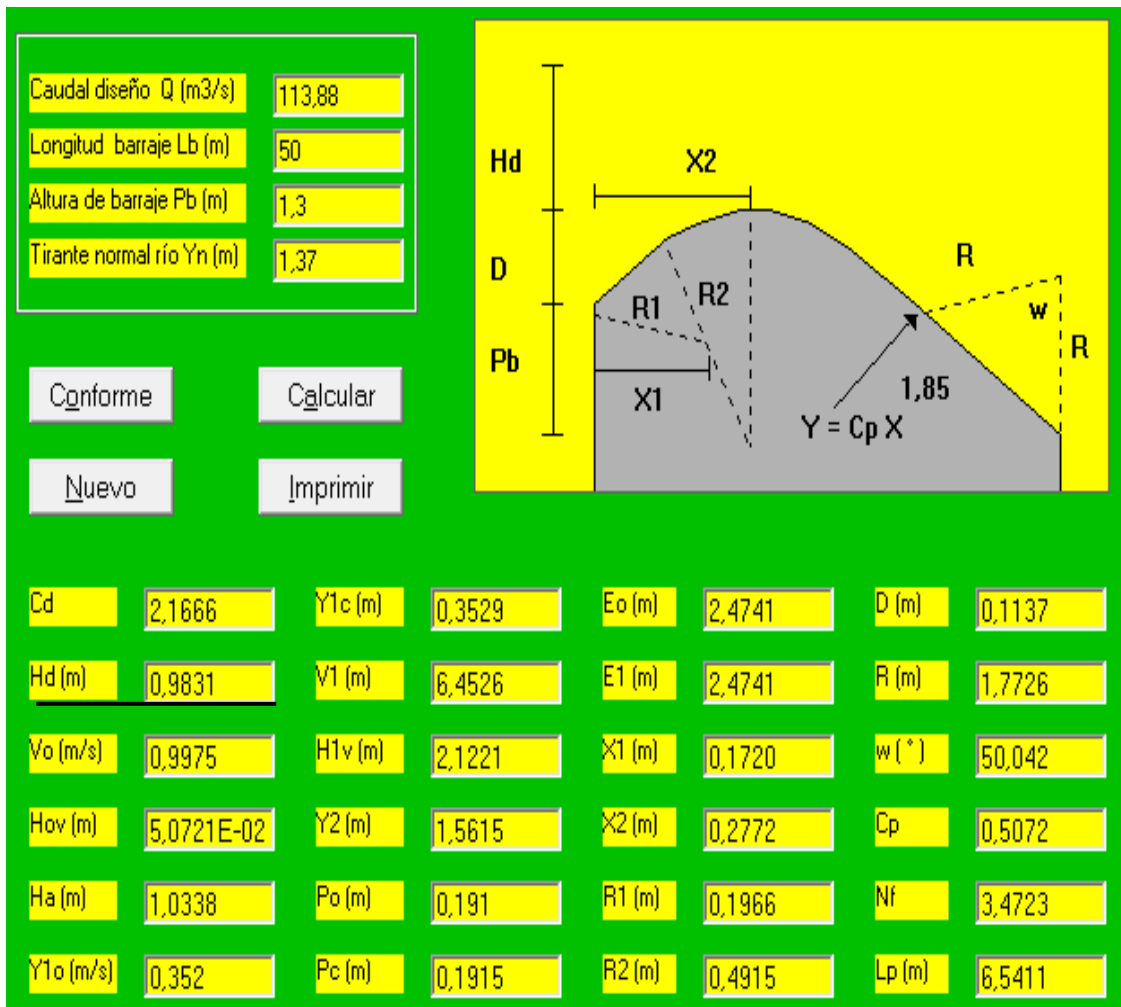 Caudal diseño Q (m3/s) 113,88
Longitud barraje Lb (m) 50
Altura de barraje Pb (m) 1,3
Tirante normal río Yn (m) 1,37
Conforme Calcular
Nuevo Imprimir
Hd X2
D R1 R2 R w
Pb X1 R
1,85
Y = Cp X
Cd 2,1666 Y1c (m) 0,3529 Eo (m) 2,4741 D (m) 0,1137
Hd (m) 0,9831 V1 (m) 6,4526 E1 (m) 2,4741 R (m) 1,7726
Vo (m/s) 0,9975 H1v (m) 2,1221 X1 (m) 0,1720 w ( ° ) 50,042
Hov (m) 5,0721E-02 Y2 (m) 1,5615 X2 (m) 0,2772 Cp 0,5072
Ha (m) 1,0338 Po (m) 0,191 R1 (m) 0,1966 Nf 3,4723
Y1o (m/s) 0,352 Pc (m) 0,1915 R2 (m) 0,4915 Lp (m) 6,5411